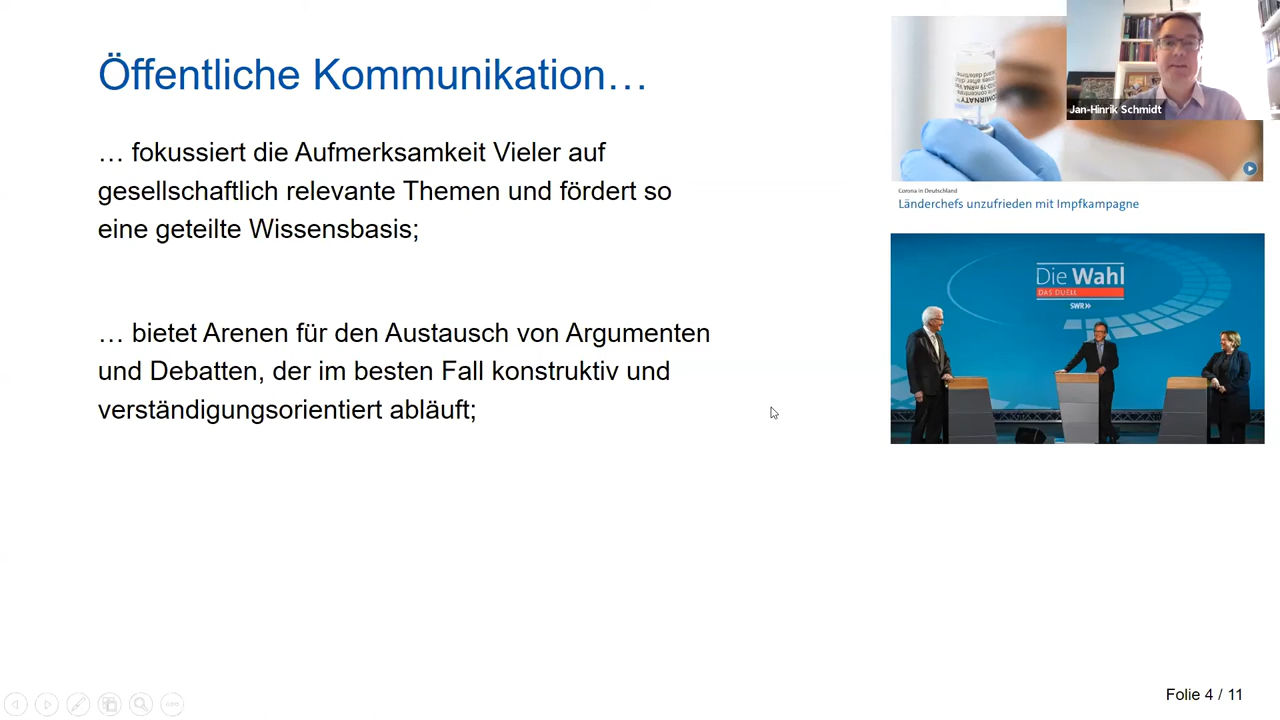 Öffentliche Kommunikation…
… fokussiert die Aufmerksamkeit Vieler auf
gesellschaftlich relevante Themen und fördert so
eine geteilte Wissensbasis;
… bietet Arenen für den Austausch von Argumenten
und Debatten, der im besten Fall konstruktiv und
verständigungsorientiert abläuft;
Jan-Hinrik Schmidt
Corona in Deutschland
Länderchefs unzufrieden mit Impfkampagne
Die Wahl
DAS DUELL
SWR
Folie 4 / 11